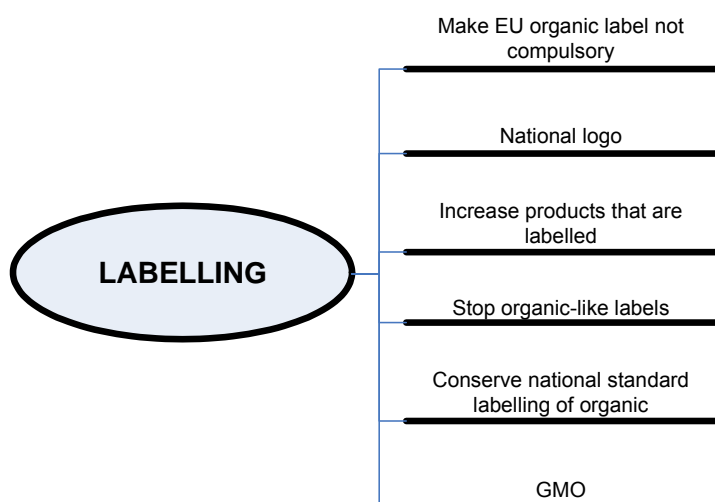 Make EU organic label not
compulsory
National logo
Increase products that are
labelled
LABELLING
Stop organic-like labels
Conserve national standard
labelling of organic
GMO